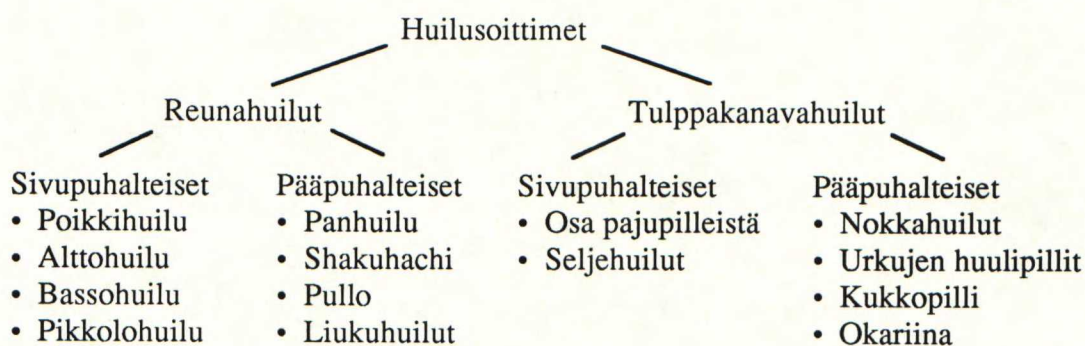 Huilusoittimet
Reunahuilut
Tulppakanavahuilut
Sivupuhalteiset
• Poikkihuilu
• Alttohuilu
• Bassohuilu
• Pikkolohuilu
Pääpuhalteiset
• Panhuilu
• Shakuhachi
• Pullo
• Liukuhuilut
Sivupuhalteiset
• Osa pajupilleistä
• Seljehuilut
Pääpuhalteiset
• Nokkahuilut
• Urkujen huulipillit
• Kukkopilli
• Okariina